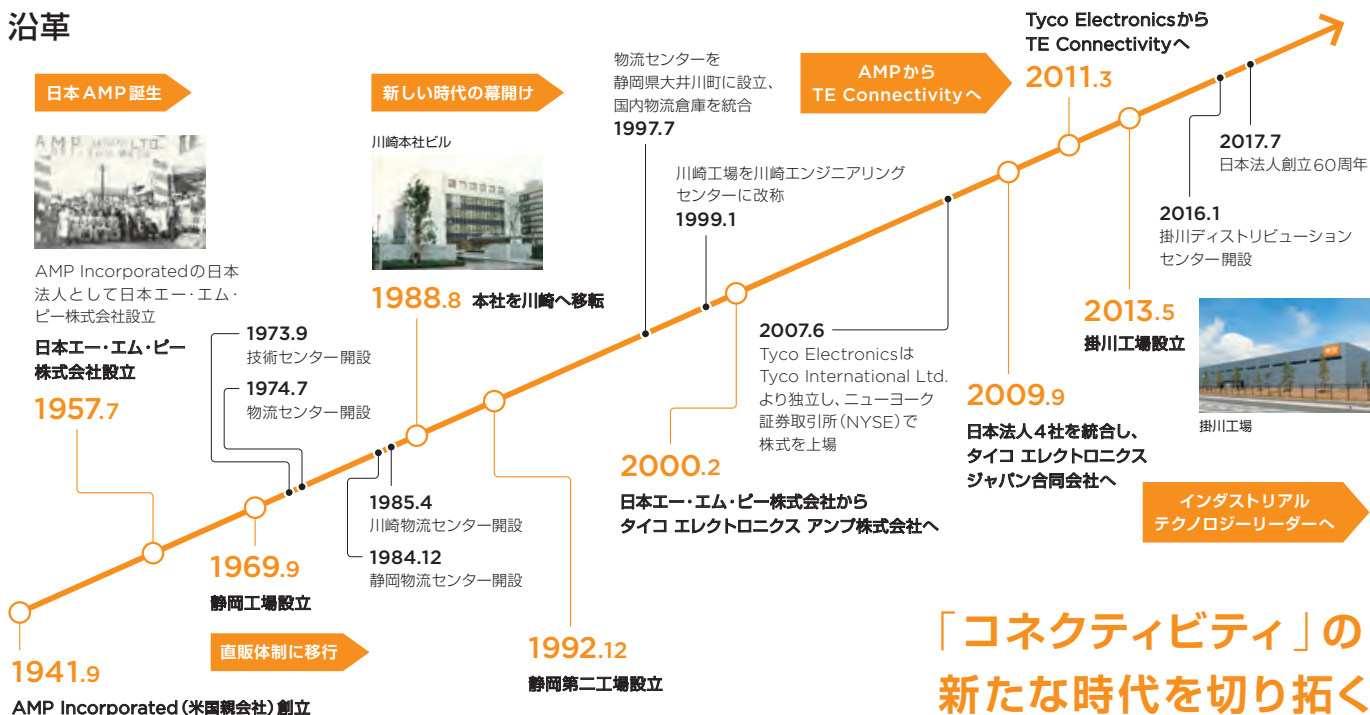 沿革
日本AMP誕生
AMP Incorporatedの日本
法人として日本エー・エム・
ピー株式会社設立
日本エー・エム・ピー
株式会社設立
1957.7
1941.9
AMP Incorporated（米国親会社）創立
1969.9
静岡工場設立
直販体制に移行
1973.9
技術センター開設
1974.7
物流センター開設
新しい時代の幕開け
川崎本社ビル
1988.8 本社を川崎へ移転
1985.4
川崎物流センター開設
1984.12
静岡物流センター開設
1992.12
静岡第二工場設立
物流センターを
静岡県大井川町に設立、
国内物流倉庫を統合
1997.7
川崎工場を川崎エンジニアリング
センターに改称
1999.1
2000.2
日本エー・エム・ピー株式会社から
タイコ エレクトロニクス アンプ株式会社へ
AMPから
TE Connectivityへ
2007.6
Tyco Electronicsは
Tyco International Ltd.
より独立し、ニューヨーク
証券取引所（NYSE）で
株式を上場
2009.9
日本法人4社を統合し、
タイコ エレクトロニクス
ジャパン合同会社へ
Tyco Electronicsから
TE Connectivityへ
2011.3
2013.5
掛川工場設立
2016.1
掛川ディストリビューション
センター開設
2017.7
日本法人創立60周年
掛川工場
インダストリアル
テクノロジーリーダーへ
「コネクティビティ」の
新たな時代を切り拓く